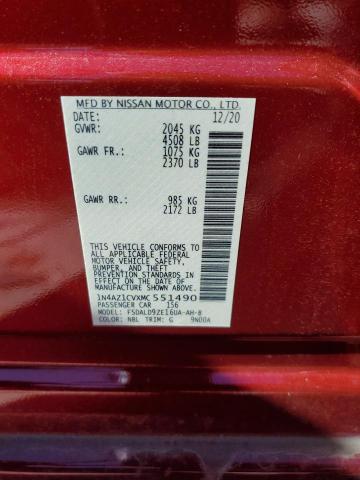 MFD BY NISSAN MOTOR CO., LTD.
DATE: 12/20
GVWR: 2045 KG
4508 LB
GAWR FR.: 1075 KG
2370 LB
GAWR RR.: 985 KG
2172 LB
THIS VEHICLE CONFORMS TO
ALL APPLICABLE FEDERAL
MOTOR VEHICLE SAFETY,
BUMPER, AND THEFT
PREVENTION STANDARDS IN
EFFECT ON THE DATE OF
MANUFACTURE SHOWN ABOVE.
1N4AZ1CVXMC551490
PASSENGER CAR 156
MODEL: FSDALD9ZE16UA-AH-B
COLOR: NBL TRIM: G 9N00A